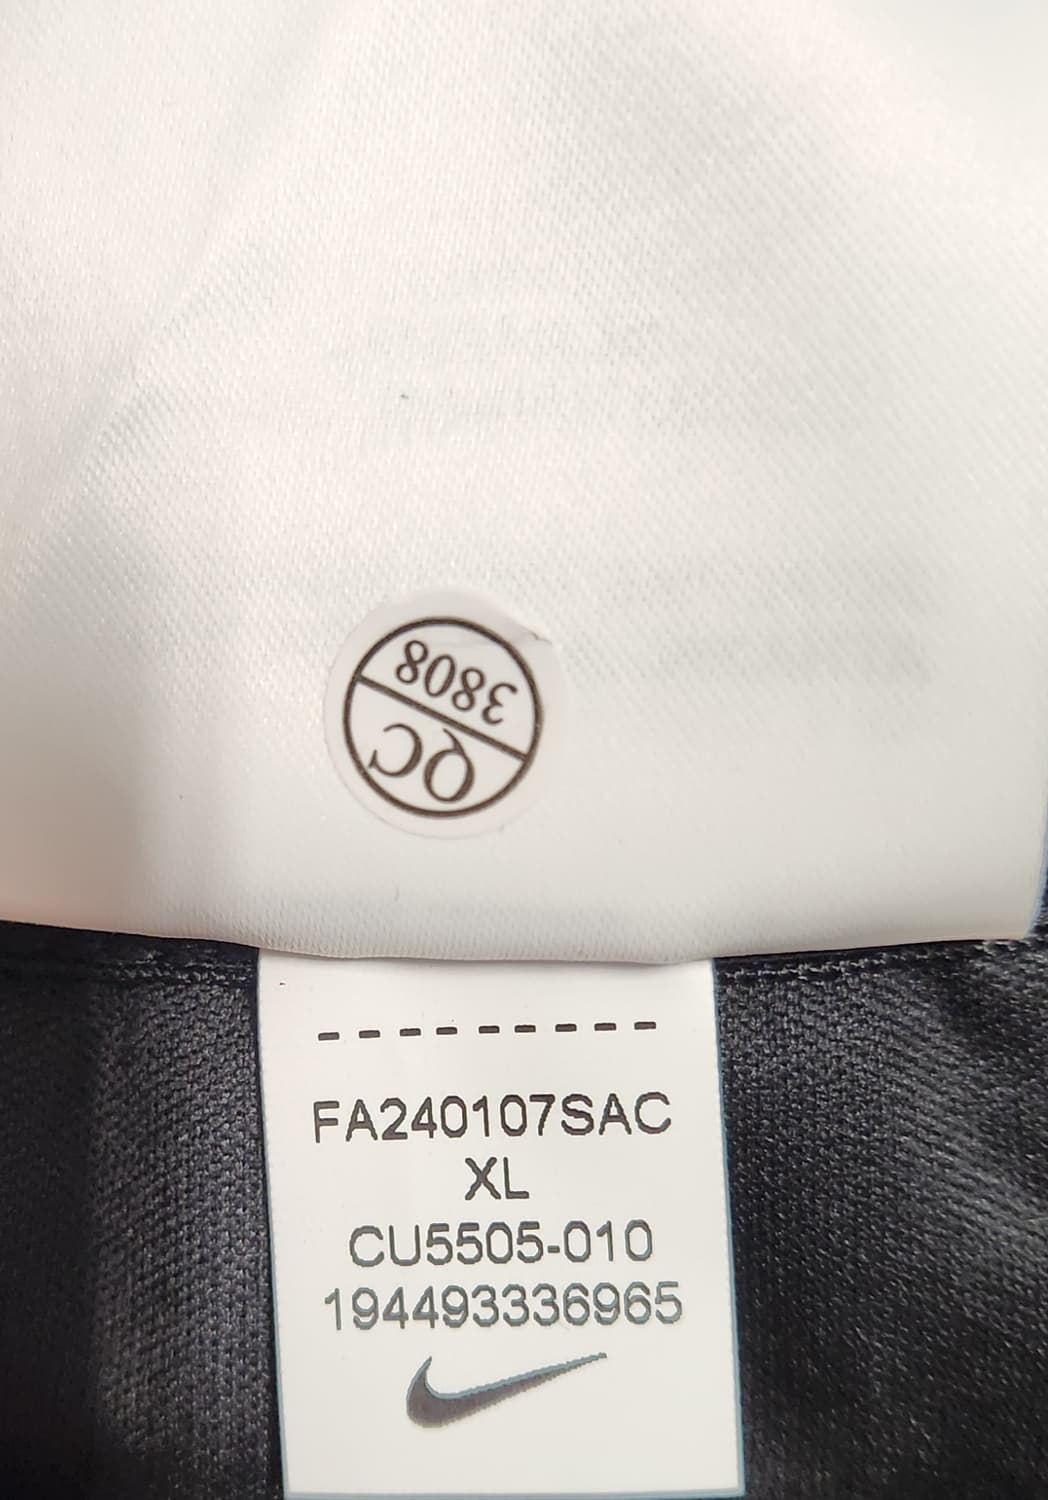 3808
QC
FA240107SAC
XL
CU5505-010
194493336965